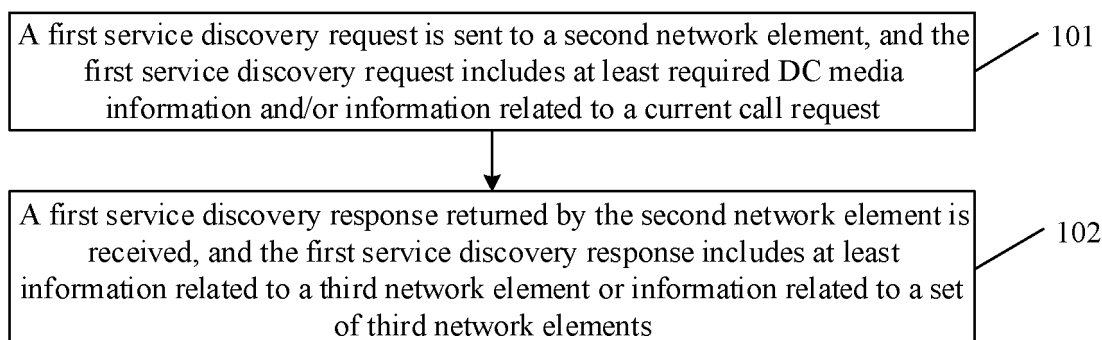 A first service discovery request is sent to a second network element, and the
first service discovery request includes at least required DC media
information and/or information related to a current call request
101
A first service discovery response returned by the second network element is
received, and the first service discovery response includes at least
information related to a third network element or information related to a set
of third network elements
102